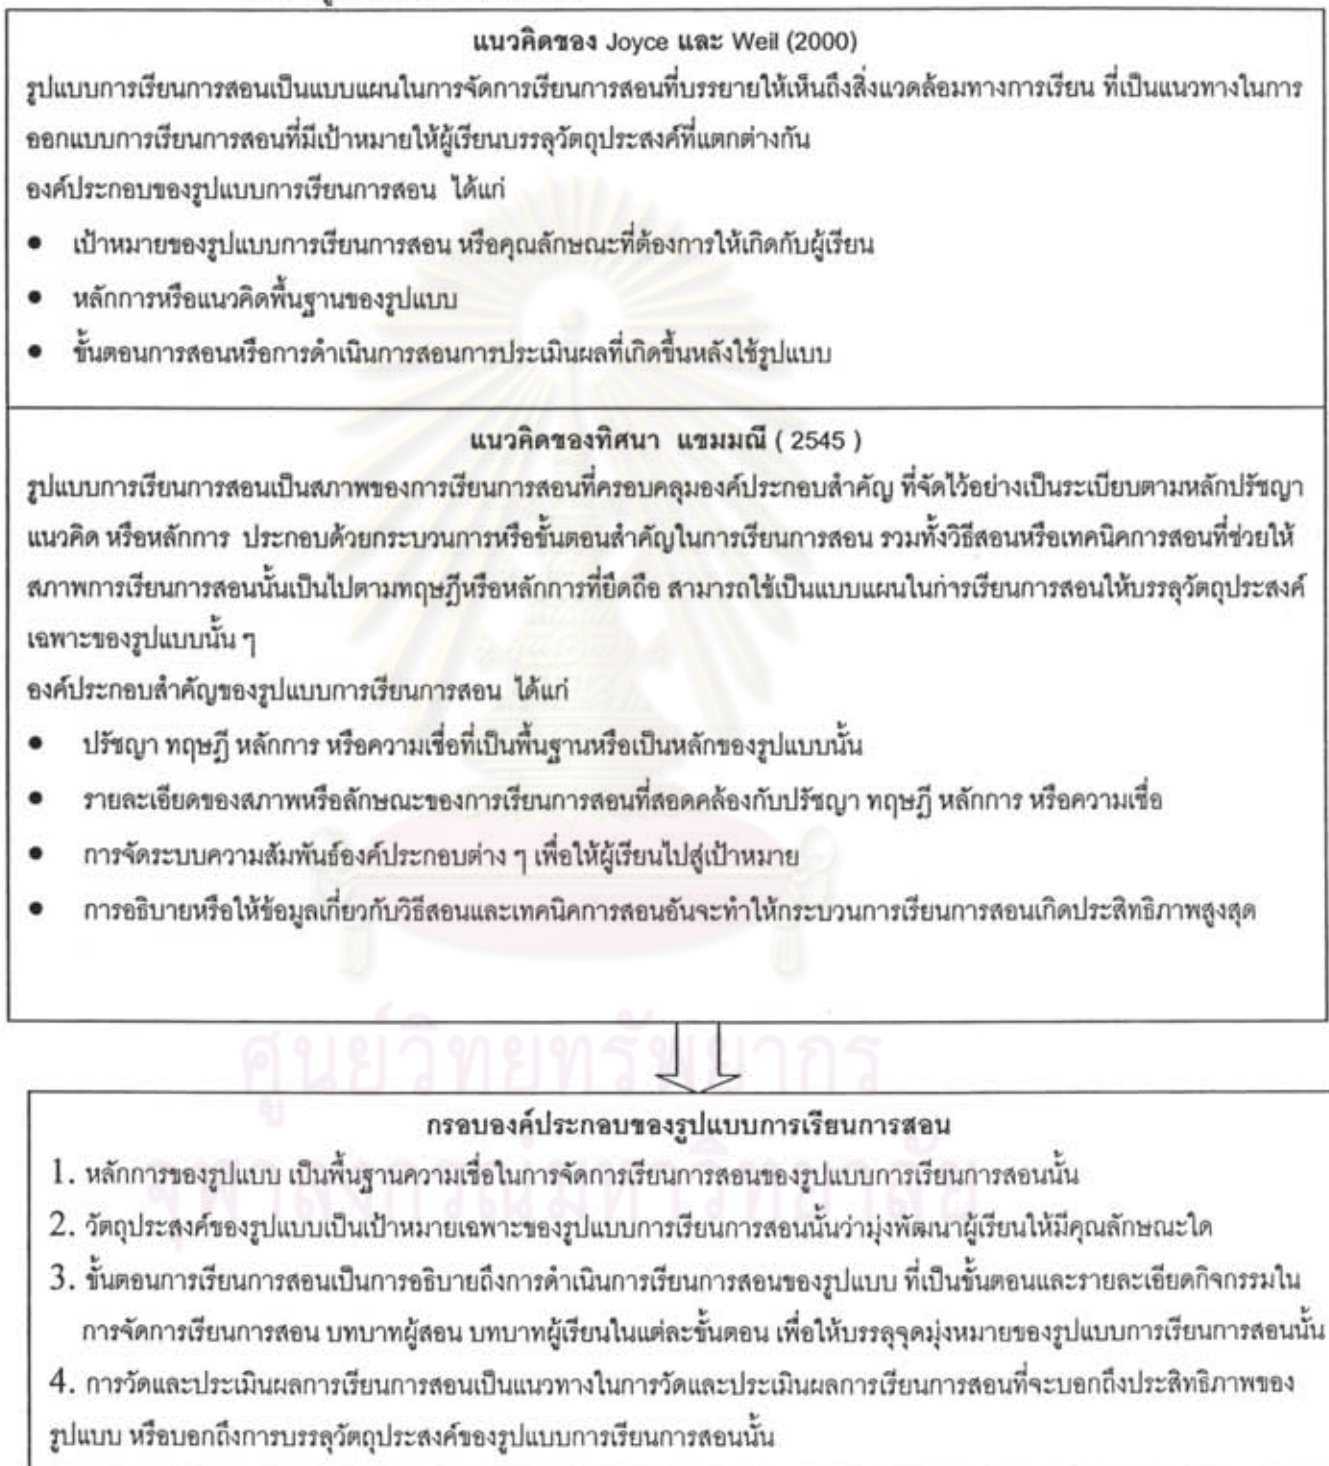 แนวคิดของ Joyce และ Weil (2000)
รูปแบบการเรียนการสอนเป็นแบบแผนในการจัดการเรียนการสอนที่บรรยายให้เห็นถึงสิ่งแวดล้อมทางการเรียน ที่เป็นแนวทางในการ
ออกแบบการเรียนการสอนที่มีเป้าหมายให้ผู้เรียนบรรลุวัตถุประสงค์ที่แตกต่างกัน
องค์ประกอบของรูปแบบการเรียนการสอน ได้แก่
● เป้าหมายของรูปแบบการเรียนการสอน หรือคุณลักษณะที่ต้องการให้เกิดกับผู้เรียน
● หลักการหรือแนวคิดพื้นฐานของรูปแบบ
● ขั้นตอนการสอนหรือการดำเนินการสอนการประเมินผลที่เกิดขึ้นหลังใช้รูปแบบ
แนวคิดของทิศนา แขมมณี ( 2545 )
รูปแบบการเรียนการสอนเป็นสภาพของการเรียนการสอนที่ครอบคลุมองค์ประกอบสำคัญ ที่จัดไว้อย่างเป็นระเบียบตามหลักปรัชญา
แนวคิด หรือหลักการ ประกอบด้วยกระบวนการหรือขั้นตอนสำคัญในการเรียนการสอน รวมทั้งวิธีสอนหรือเทคนิคการสอนที่ช่วยให้
สภาพการเรียนการสอนนั้นเป็นไปตามทฤษฎีหรือหลักการที่ยึดถือ สามารถใช้เป็นแบบแผนในการเรียนการสอนให้บรรลุวัตถุประสงค์
เฉพาะของรูปแบบนั้น ๆ
องค์ประกอบสำคัญของรูปแบบการเรียนการสอน ได้แก่
● ปรัชญา ทฤษฎี หลักการ หรือความเชื่อที่เป็นพื้นฐานหรือเป็นหลักของรูปแบบนั้น
● รายละเอียดของสภาพหรือลักษณะของการเรียนการสอนที่สอดคล้องกับปรัชญา ทฤษฎี หลักการ หรือความเชื่อ
● การจัดระบบความสัมพันธ์องค์ประกอบต่าง ๆ เพื่อให้ผู้เรียนไปสู่เป้าหมาย
● การอธิบายหรือให้ข้อมูลเกี่ยวกับวิธีสอนและเทคนิคการสอนอันจะทำให้กระบวนการเรียนการสอนเกิดประสิทธิภาพสูงสุด
ศูนย์วิทยทรัพยากร
กรอบองค์ประกอบของรูปแบบการเรียนการสอน
1. หลักการของรูปแบบ เป็นพื้นฐานความเชื่อในการจัดการเรียนการสอนของรูปแบบการเรียนการสอนนั้น
จุฬาลงกรณ์มหาวิทยาลัย
2. วัตถุประสงค์ของรูปแบบเป็นเป้าหมายเฉพาะของรูปแบบการเรียนการสอนนั้นว่ามุ่งพัฒนาผู้เรียนให้มีคุณลักษณะใด
3. ขั้นตอนการเรียนการสอนเป็นการอธิบายถึงการดำเนินการเรียนการสอนของรูปแบบ ที่เป็นขั้นตอนและรายละเอียดกิจกรรมใน
การจัดการเรียนการสอน บทบาทผู้สอน บทบาทผู้เรียนในแต่ละขั้นตอน เพื่อให้บรรลุจุดมุ่งหมายของรูปแบบการเรียนการสอนนั้น
4. การวัดและประเมินผลการเรียนการสอนเป็นแนวทางในการวัดและประเมินผลการเรียนการสอนที่จะบอกถึงประสิทธิภาพของ
รูปแบบ หรือบอกถึงการบรรลุวัตถุประสงค์ของรูปแบบการเรียนการสอนนั้น